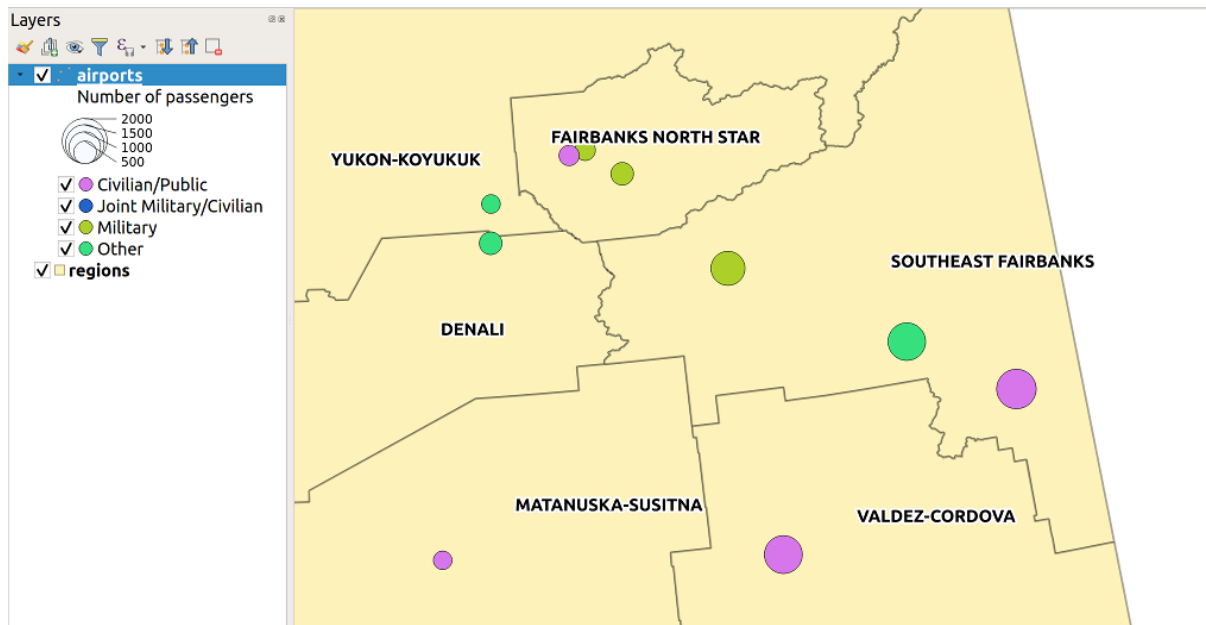 Layers
airports
Number of passengers
2000
1500
1000
500
Civilian/Public
Joint Military/Civilian
Military
Other
regions
FAIRBANKS NORTH STAR
YUKON-KOYUKUK
SOUTHEAST FAIRBANKS
DENALI
MATANUSKA-SUSITNA
VALDEZ-CORDOVA